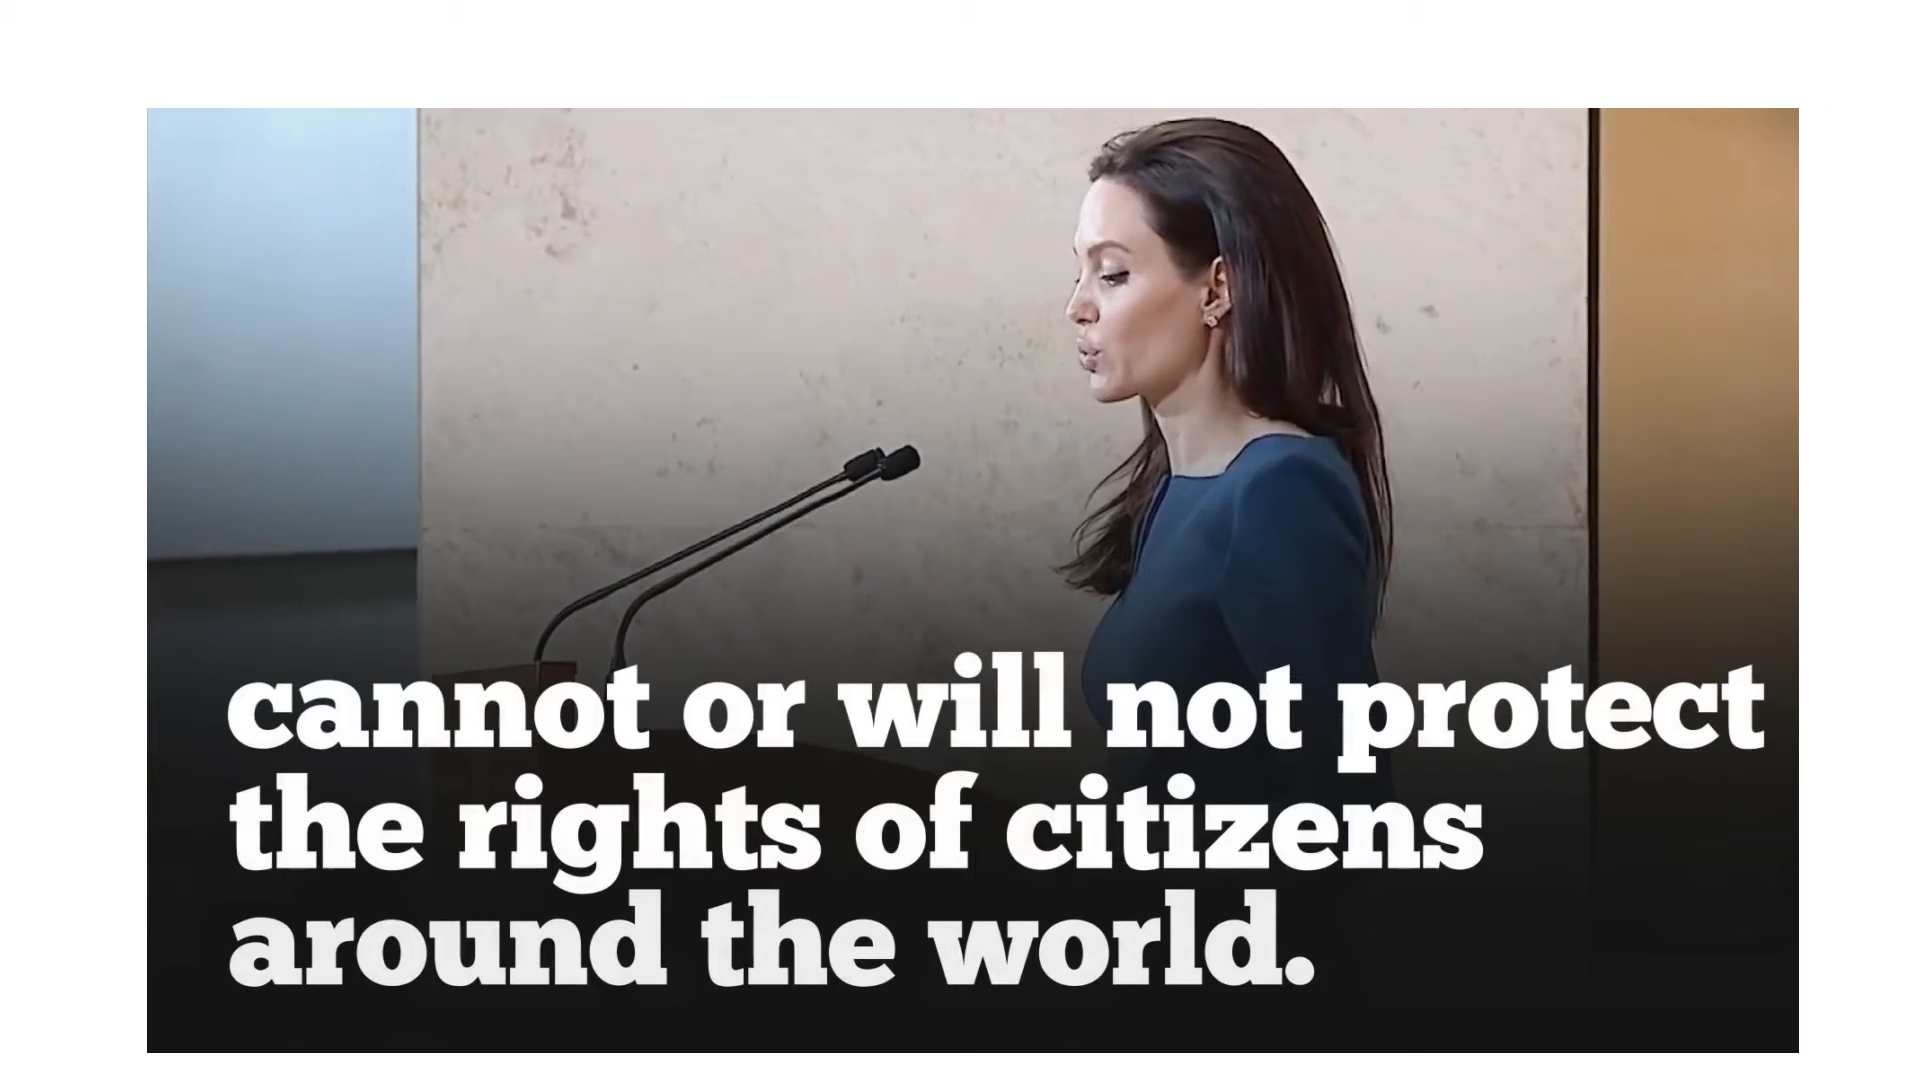 cannot or will not protect
the rights of citizens
around the world.